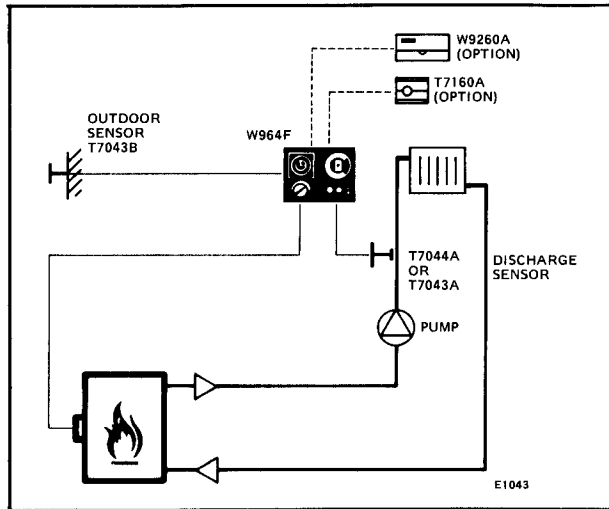 W9260A
(OPTION)
T7160A
(OPTION)
OUTDOOR
SENSOR
T7043B
W964F
T7044A
OR
T7043A
DISCHARGE
SENSOR
PUMP
E1043